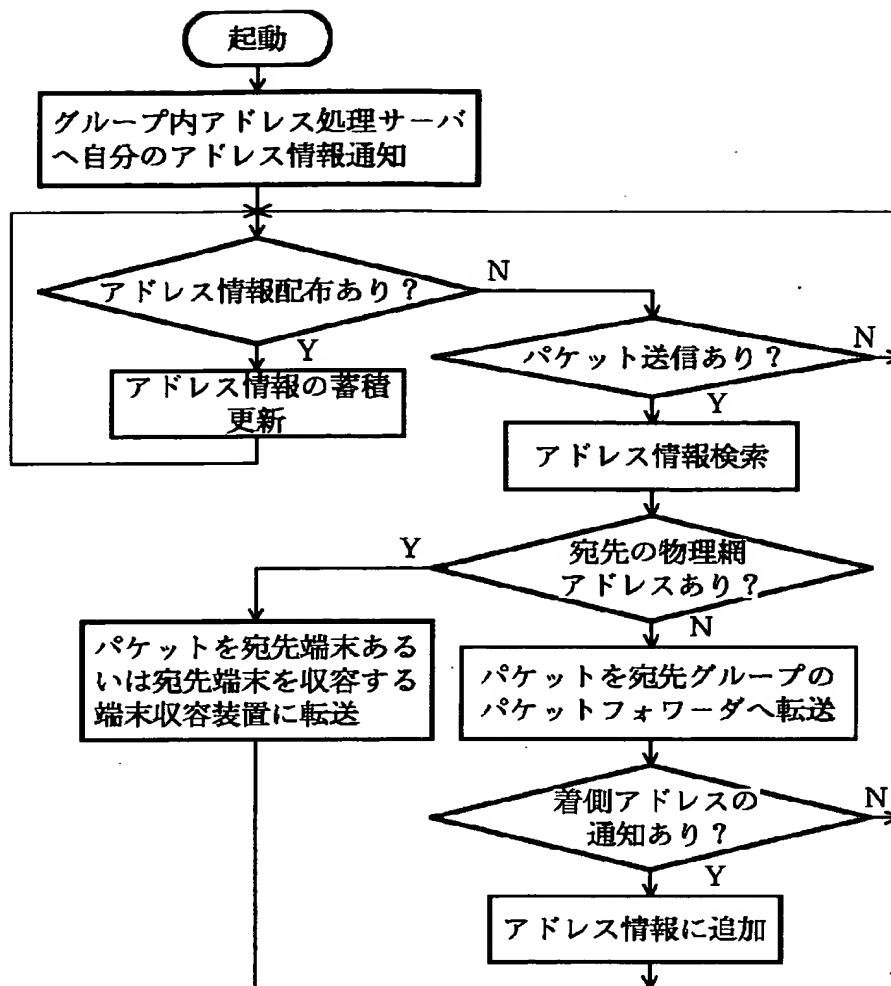 起動
グループ内アドレス処理サーバ
へ自分のアドレス情報通知
アドレス情報配布あり？
N
Y
アドレス情報の蓄積
更新
パケット送信あり？
N
Y
アドレス情報検索
宛先の物理網
アドレスあり？
Y
N
パケットを宛先端末ある
いは宛先端末を収容する
端末収容装置に転送
パケットを宛先グループの
パケットフォワーダへ転送
着側アドレスの
通知あり？
N
Y
アドレス情報に追加